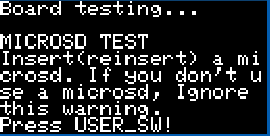 Board testing...

MICROSD TEST
Insert(reinsert) a mi
crosd. If you don't u
se a microsd, Ignore
this warning.
Press USER_SW!